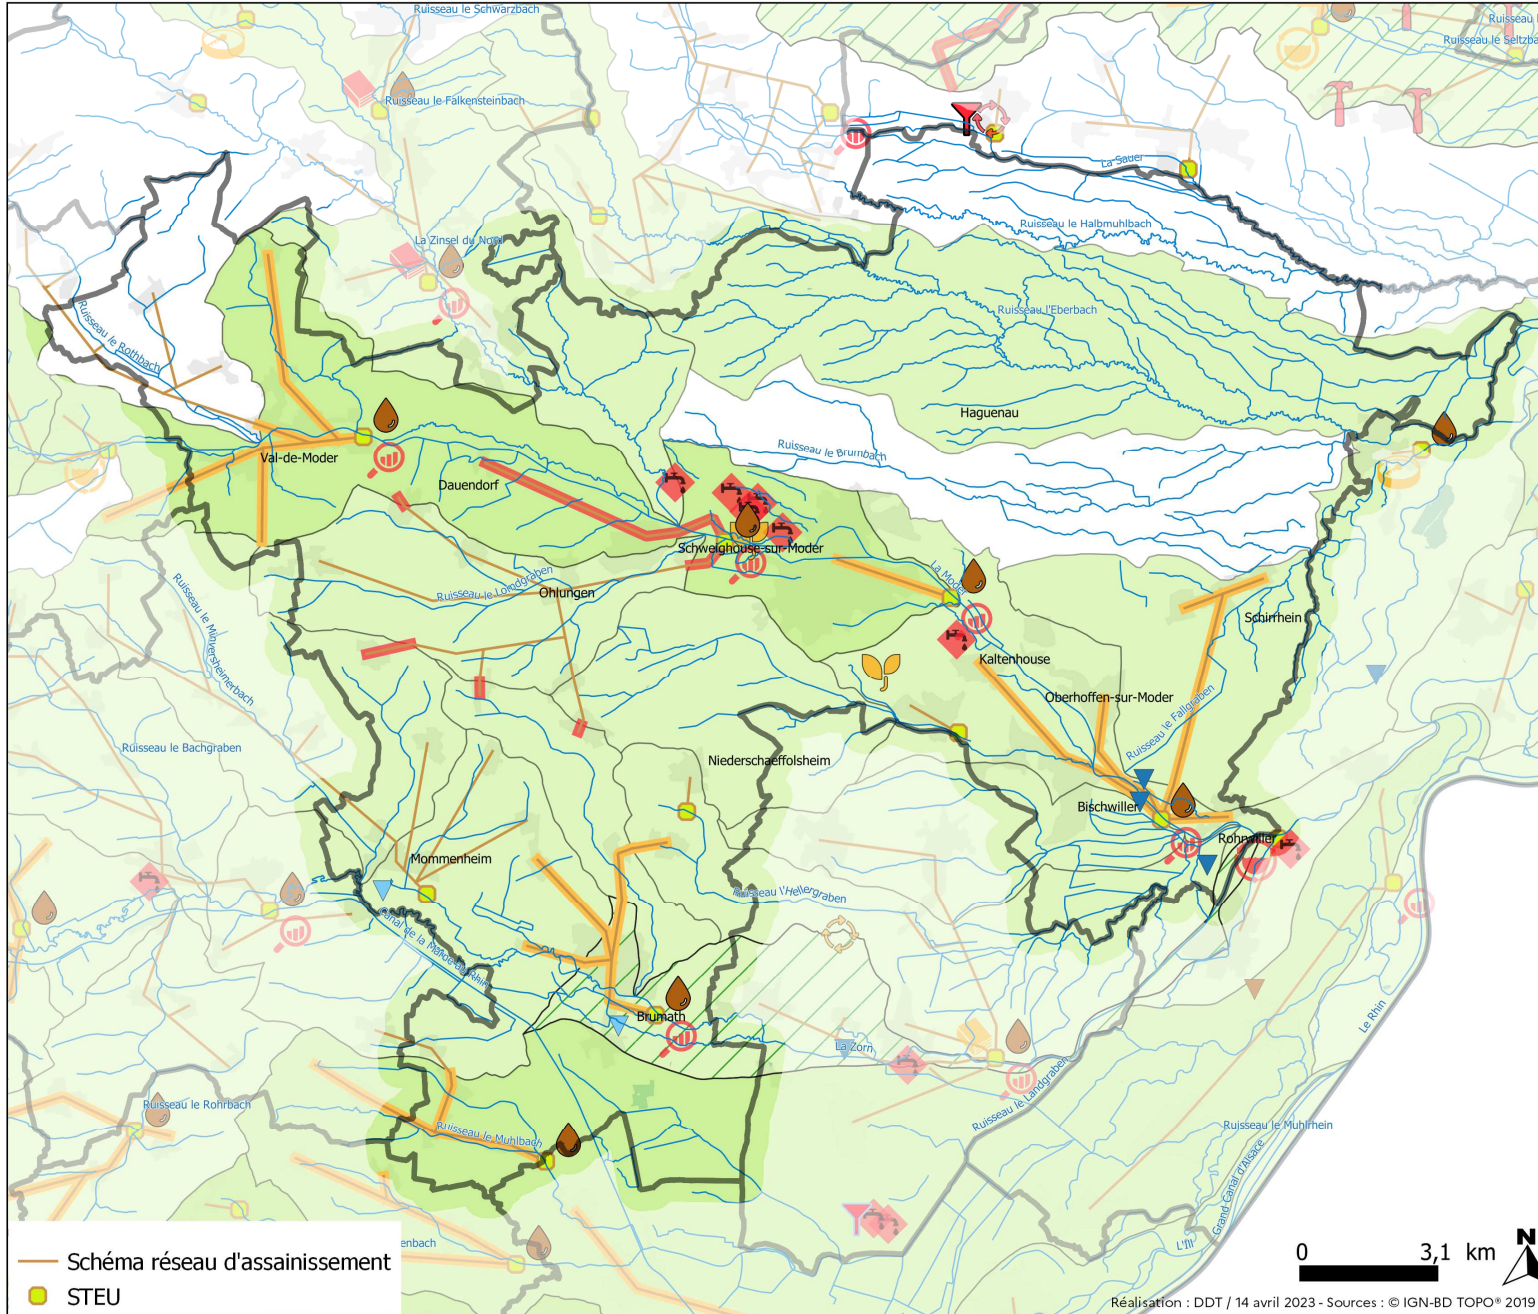 Ruisseau le Schwarzbach
Ruisseau le Seltzba
Ruisseau le Falkensteinbach
La Sauer
Ruisseau le Halbmuhlbach
La Zinsel du Nord
Ruisseau l'Eberbach
Ruisseau le Rothbach
Haguenau
Ruisseau le Brumbach
Val-de-Moder
Dauendorf
Schweighouse-sur-Moder
La Moder
Ruisseau le Minversheimerbach
Ohlungen
Schirrhein
Kaltenhouse
Oberhoffen-sur-Moder
Ruisseau le Fallgraben
Ruisseau le Bachgraben
Niederschaeffolsheim
Bischwiller
Rohrwiller
Mommenheim
Ruisseau l'Hellergraben
Canal de la Marne au Rhin
Brumath
La Zorn
Le Rhin
Ruisseau le Landgraben
Ruisseau le Rohrbach
Ruisseau le Muhlbach
Ruisseau le Muhlrhein
Grand Canal d'Alsace
L'Ill
enbach
Schéma réseau d'assainissement
STEU
0 3,1 km
N
Réalisation : DDT / 14 avril 2023 - Sources : © IGN-BD TOPO® 2019